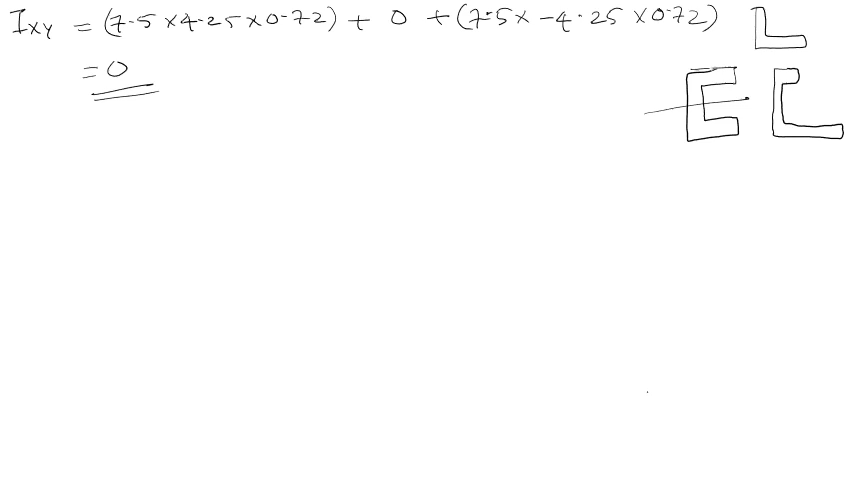 Ixy = (7.5 x 4.25 x 0.72) + 0 + (7.5 x -4.25 x 0.72)
= 0